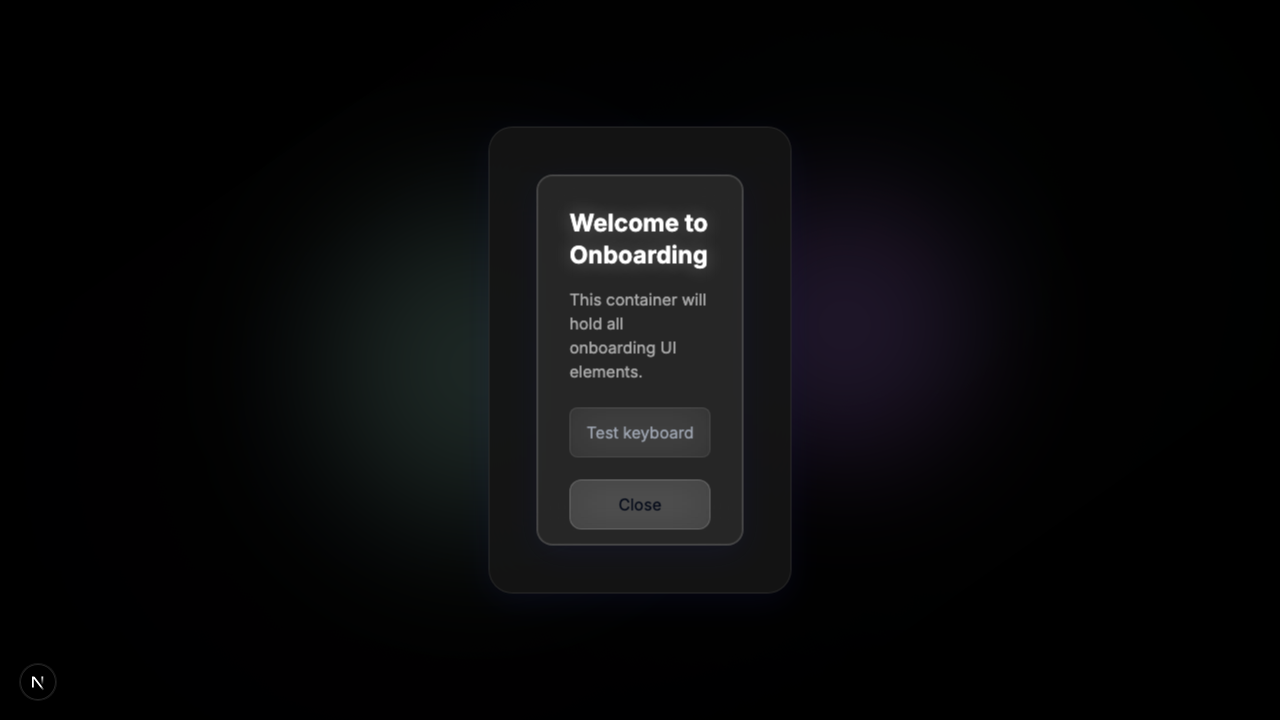 Welcome to
Onboarding
This container will
hold all
onboarding UI
elements.
Test keyboard
Close
N